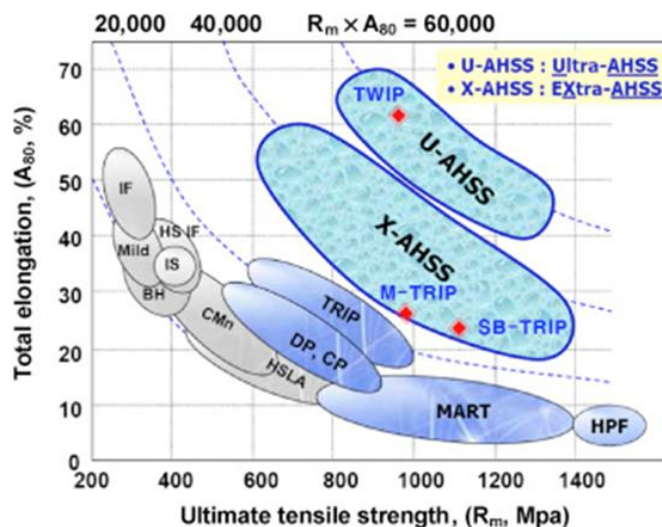 20,000 40,000 Rm × A80 = 60,000
• U-AHSS : Ultra-AHSS
• X-AHSS : EXtra-AHSS
Total elongation, (A80, %)
70
60
50
40
30
20
10
0
TWIP
U-AHSS
X-AHSS
M-TRIP
SB-TRIP
IF
Mild
HS IF
IS
BH
CMn
HSLA
TRIP
DP, CP
MART
HPF
200 400 600 800 1000 1200 1400
Ultimate tensile strength, (Rm, Mpa)